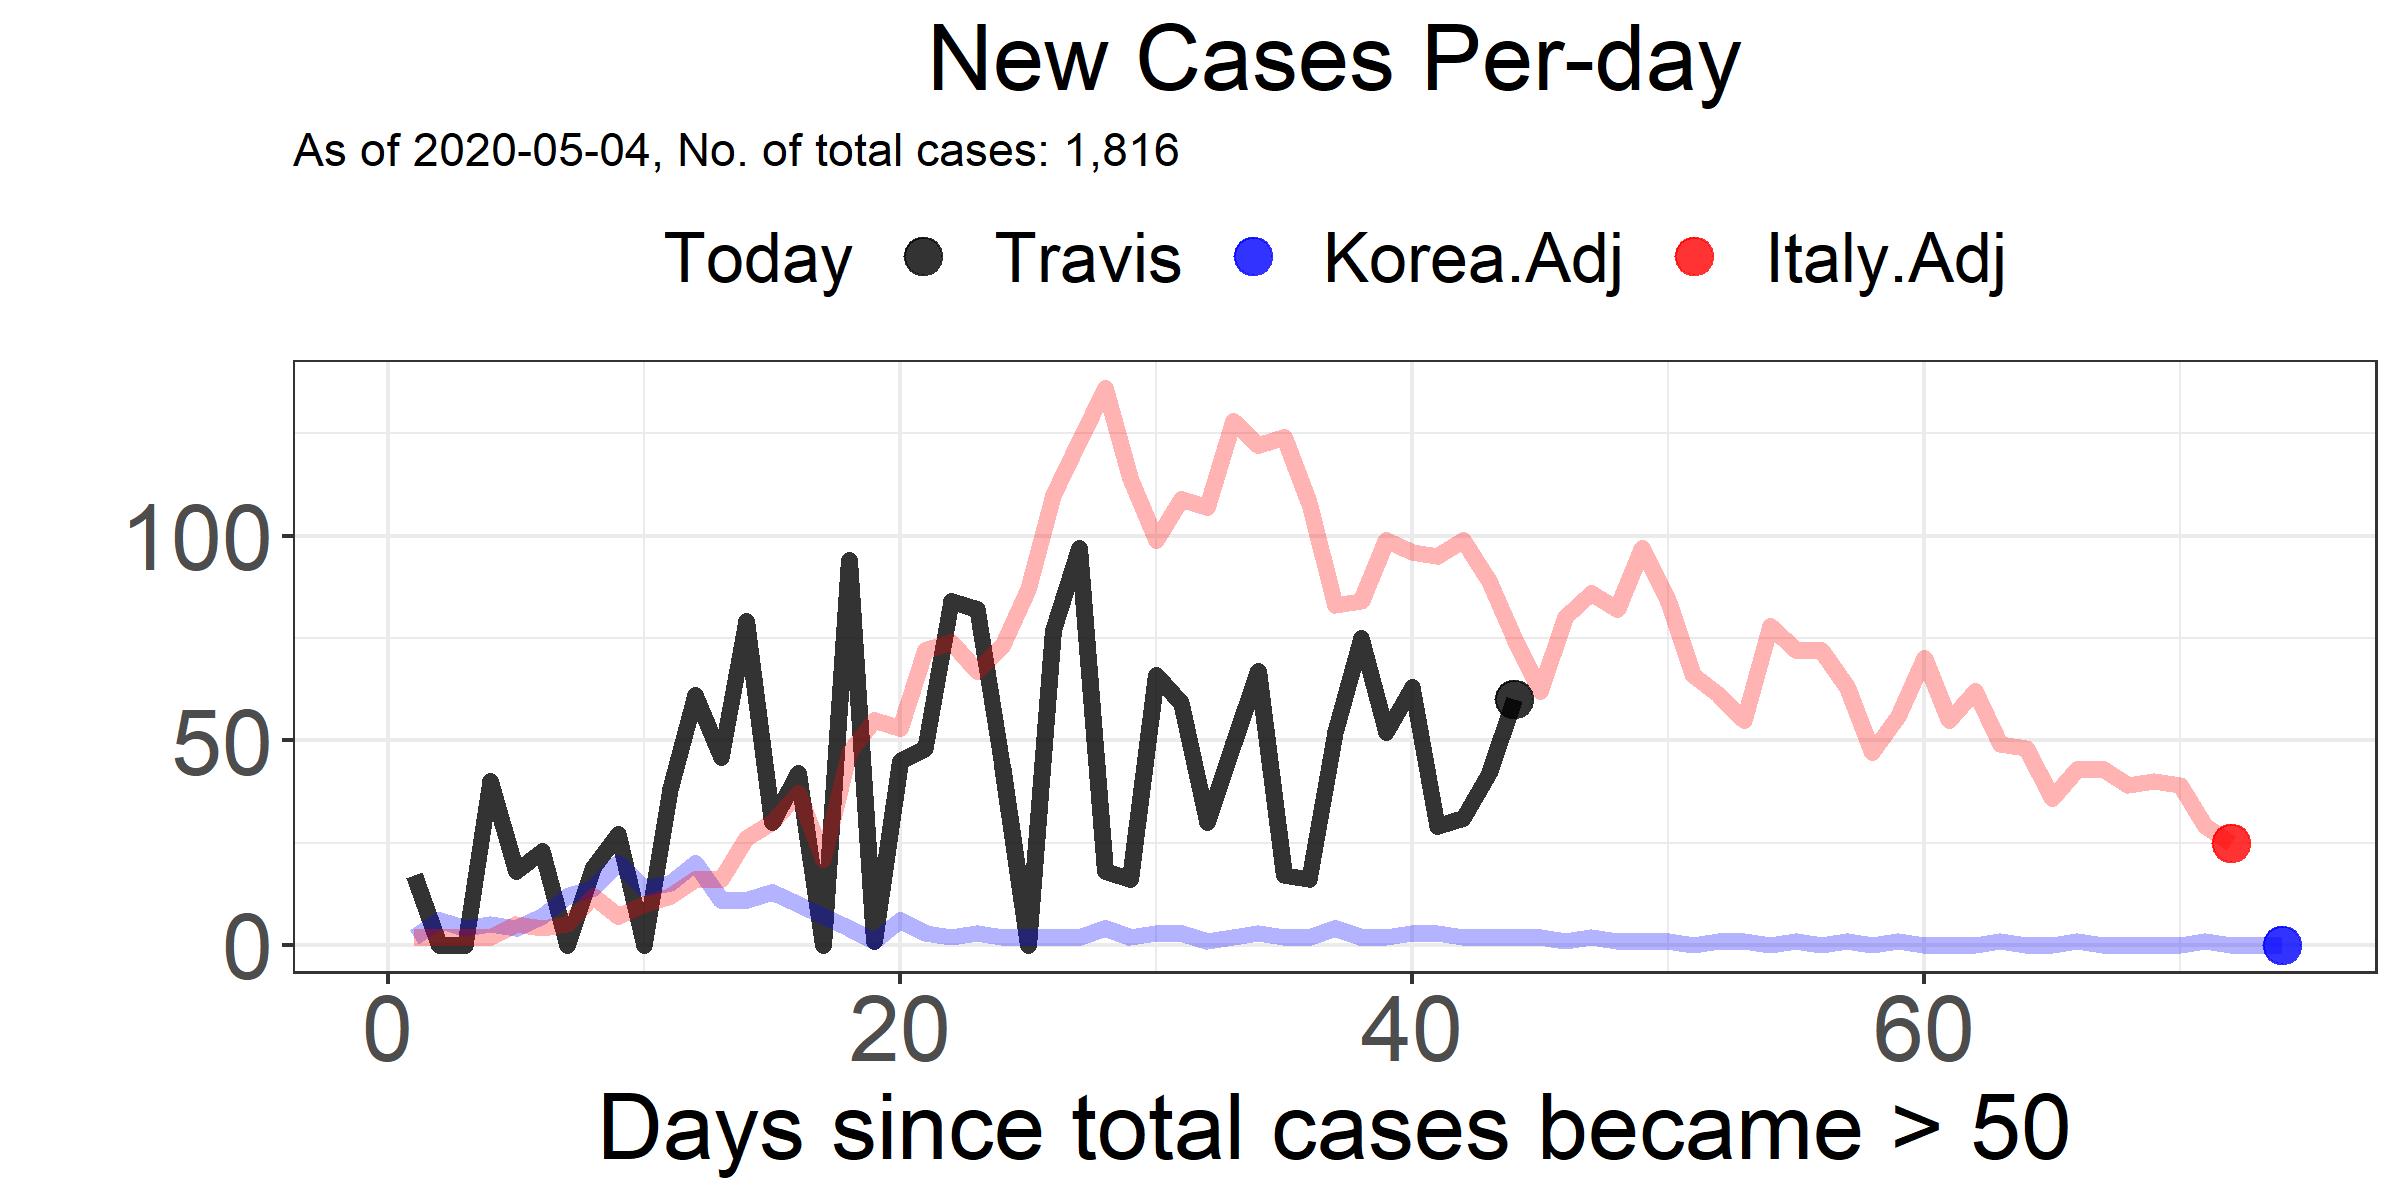 New Cases Per-day
As of 2020-05-04, No. of total cases: 1,816
Today Travis Korea.Adj Italy.Adj
100
50
0
0 20 40 60
Days since total cases became > 50